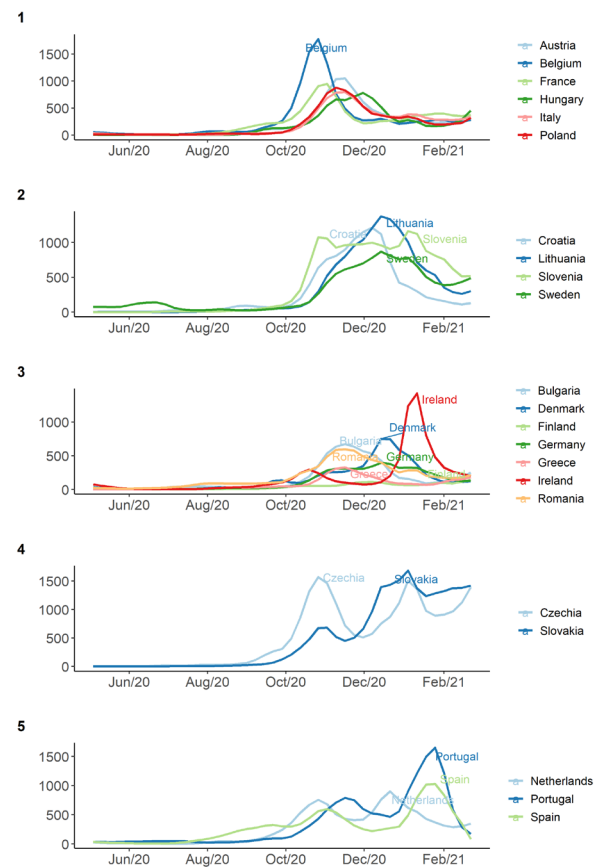 1
1500
1000
500
0
Belgium
Jun/20 Aug/20 Oct/20 Dec/20 Feb/21
Austria
Belgium
France
Hungary
Italy
Poland
2
1000
500
0
Croatia
Lithuania
Slovenia
Sweden
Jun/20 Aug/20 Oct/20 Dec/20 Feb/21
Croatia
Lithuania
Slovenia
Sweden
3
1000
500
0
Ireland
Denmark
Bulgaria
Romania
Germany
Greece
Finland
Jun/20 Aug/20 Oct/20 Dec/20 Feb/21
Bulgaria
Denmark
Finland
Germany
Greece
Ireland
Romania
4
1500
1000
500
0
Czechia
Slovakia
Jun/20 Aug/20 Oct/20 Dec/20 Feb/21
Czechia
Slovakia
5
1500
1000
500
0
Portugal
Spain
Netherlands
Jun/20 Aug/20 Oct/20 Dec/20 Feb/21
Netherlands
Portugal
Spain